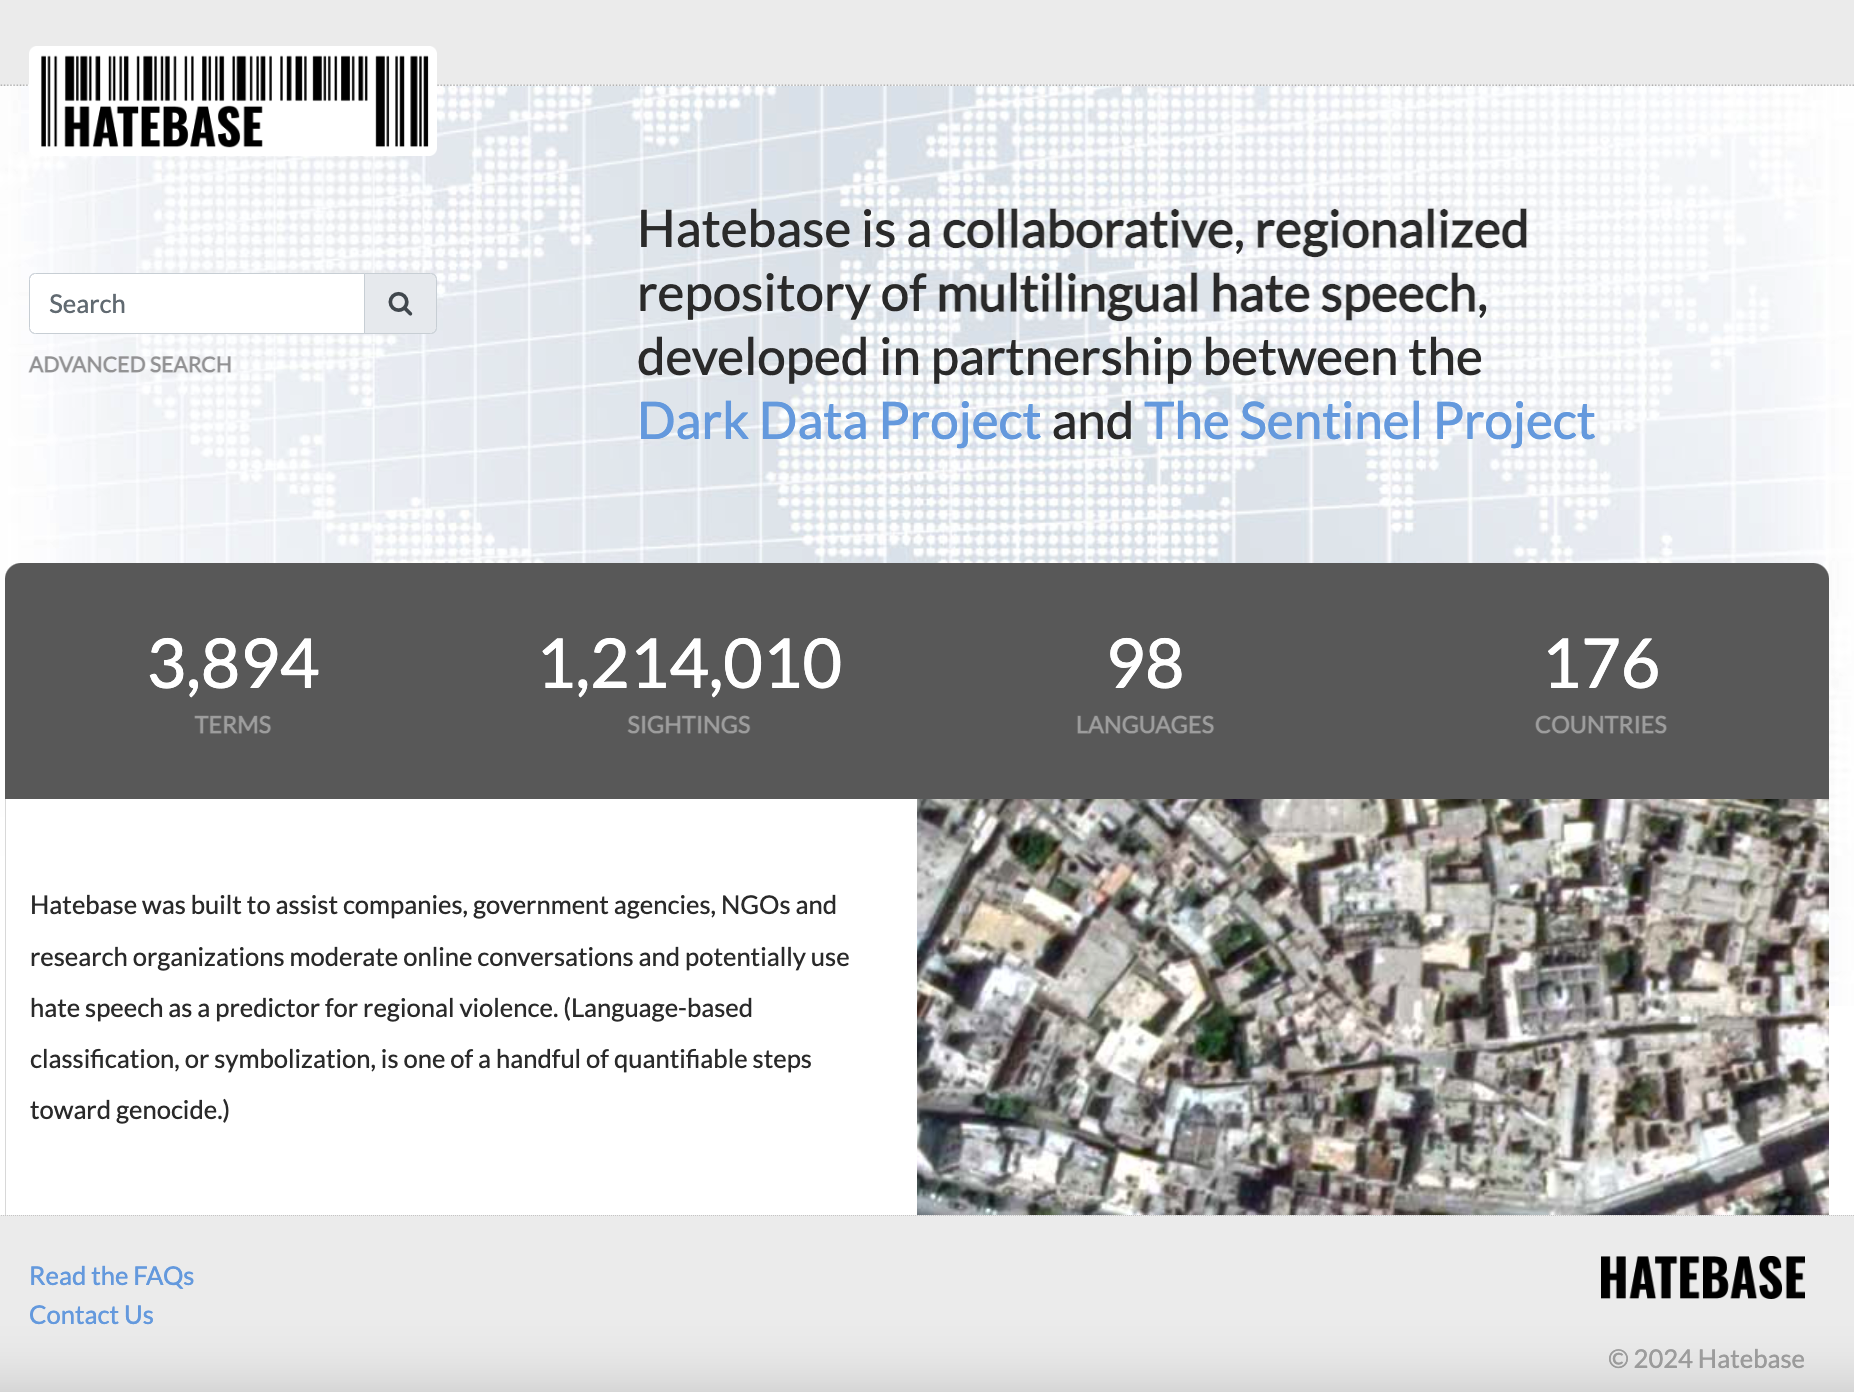 HATEBASE
Search
ADVANCED SEARCH
Hatebase is a collaborative, regionalized
repository of multilingual hate speech,
developed in partnership between the
Dark Data Project and The Sentinel Project
3,894
TERMS
1,214,010
SIGHTINGS
98
LANGUAGES
176
COUNTRIES
Hatebase was built to assist companies, government agencies, NGOs and
research organizations moderate online conversations and potentially use
hate speech as a predictor for regional violence. (Language-based
classification, or symbolization, is one of a handful of quantifiable steps
toward genocide.)
Read the FAQs
Contact Us
HATEBASE
© 2024 Hatebase